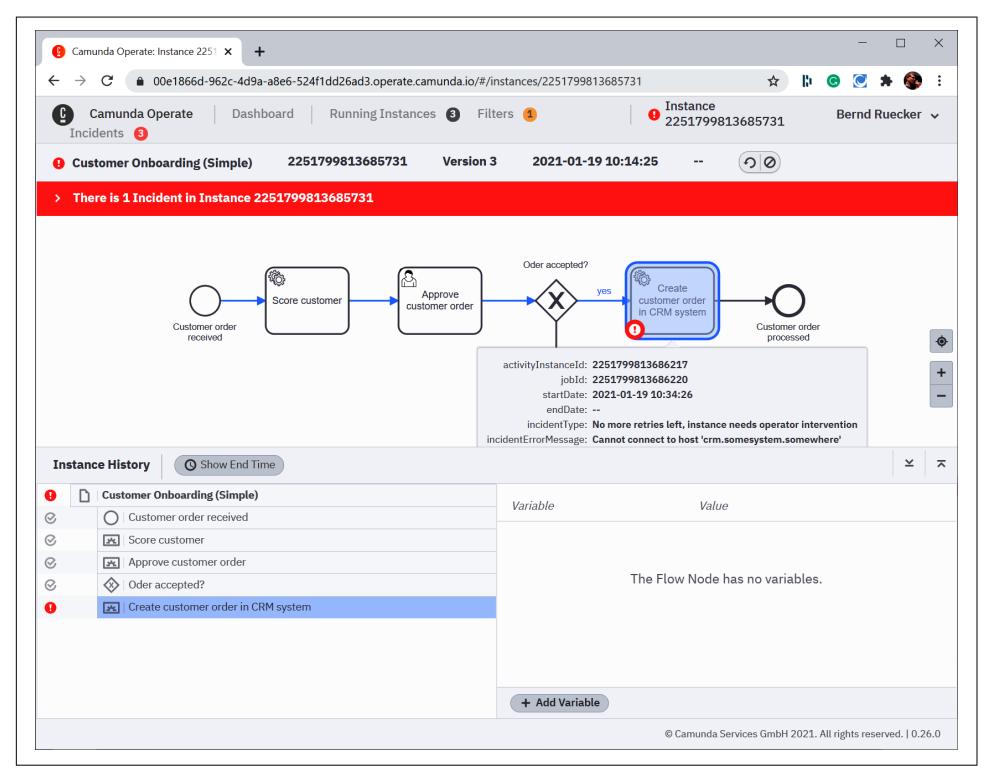 Camunda Operate: Instance 2251
00e1866d-962c-4d9a-a8e6-524f1dd26ad3.operate.camunda.io/#/instances/2251799813685731
Camunda Operate Dashboard Running Instances 3 Filters 1 Instance
2251799813685731 Bernd Ruecker
Incidents 3
Customer Onboarding (Simple) 2251799813685731 Version 3 2021-01-19 10:14:25 --
There is 1 Incident in Instance 2251799813685731
Customer order
received
Score customer
Approve
customer order
Oder accepted?
yes
Create
customer order
in CRM system
Customer order
processed
activityInstanceId: 2251799813686217
jobId: 2251799813686220
startDate: 2021-01-19 10:34:26
endDate: --
incidentType: No more retries left, instance needs operator intervention
incidentErrorMessage: Cannot connect to host 'crm.somesystem.somewhere'
Instance History Show End Time
Customer Onboarding (Simple)
Customer order received
Score customer
Approve customer order
Oder accepted?
Create customer order in CRM system
Variable Value
The Flow Node has no variables.
+ Add Variable
© Camunda Services GmbH 2021. All rights reserved. | 0.26.0